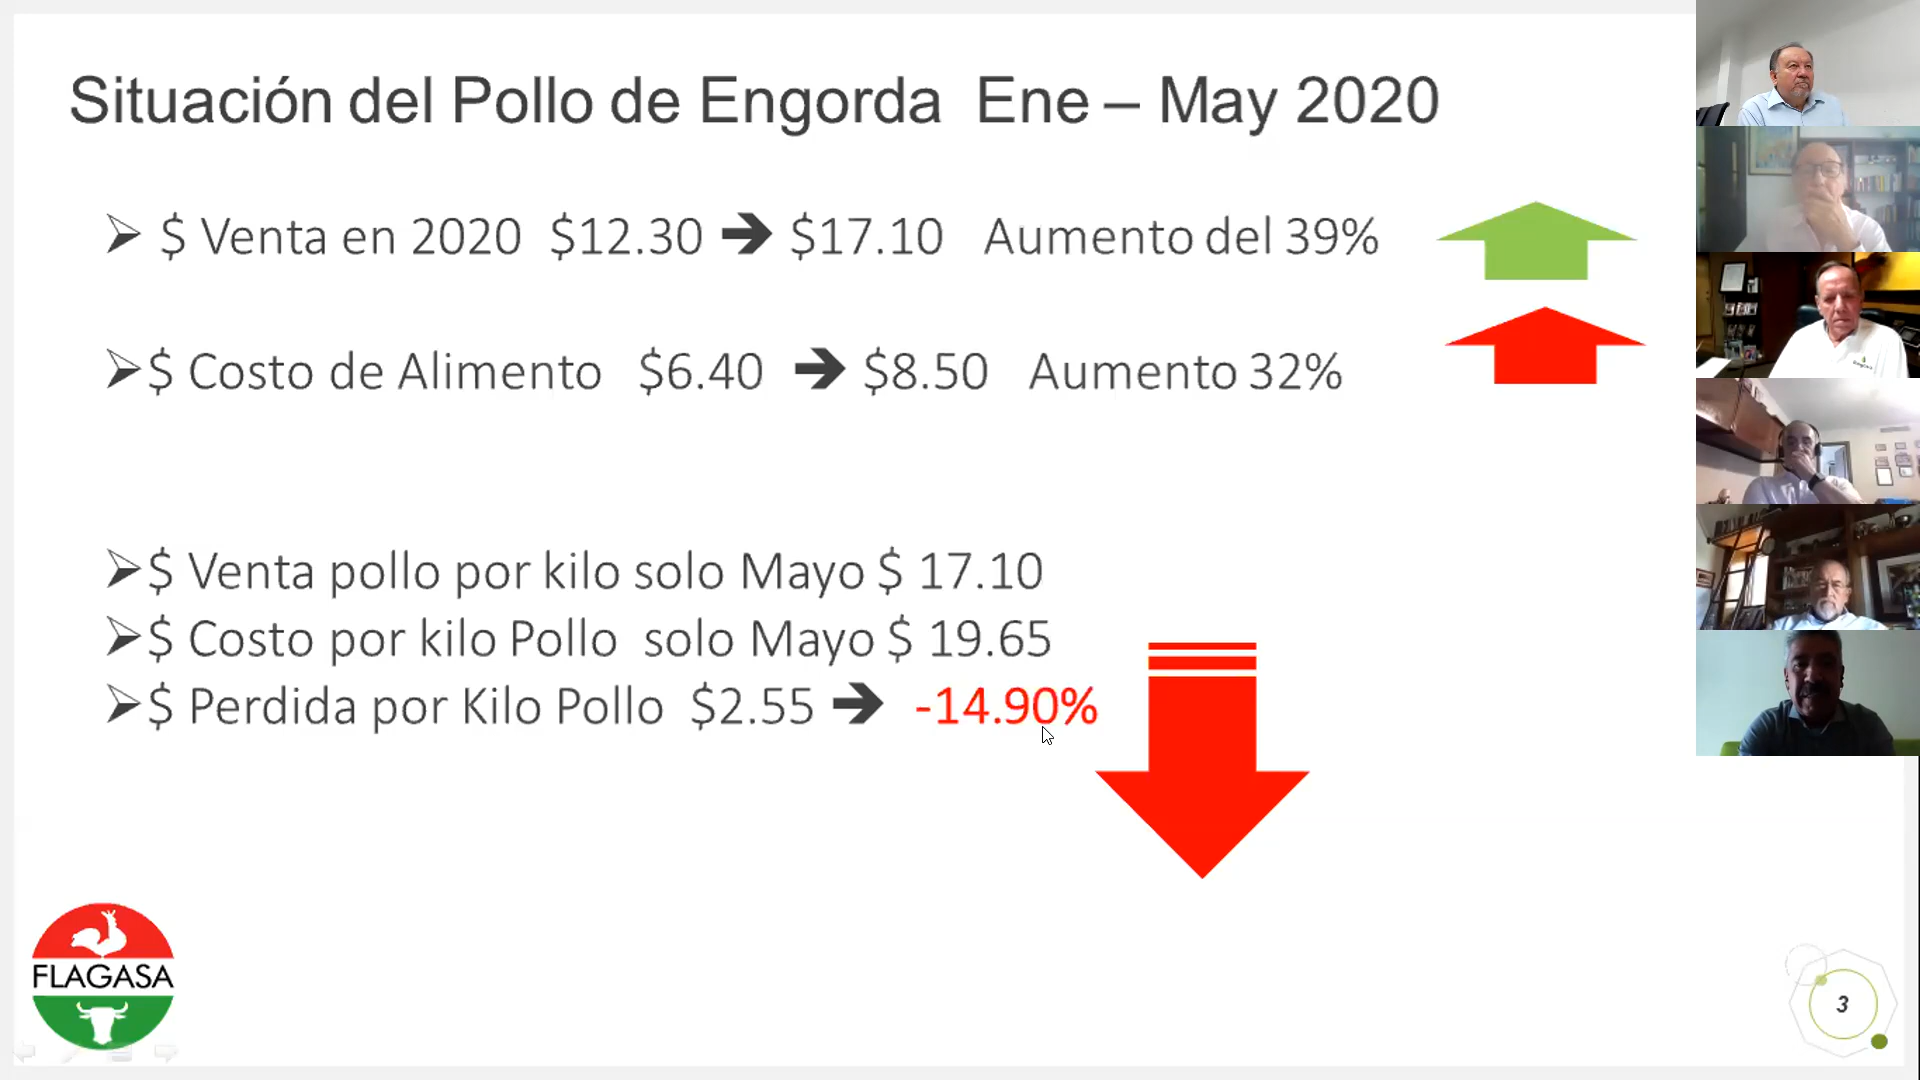 Situación del Pollo de Engorda  Ene – May 2020
$ Venta en 2020  $12.30 ➔ $17.10   Aumento del 39%
$ Costo de Alimento   $6.40  ➔ $8.50   Aumento 32%
$ Venta pollo por kilo solo Mayo $ 17.10
$ Costo por kilo Pollo  solo Mayo $ 19.65
$ Perdida por Kilo Pollo  $2.55 ➔  -14.90%
FLAGASA
3